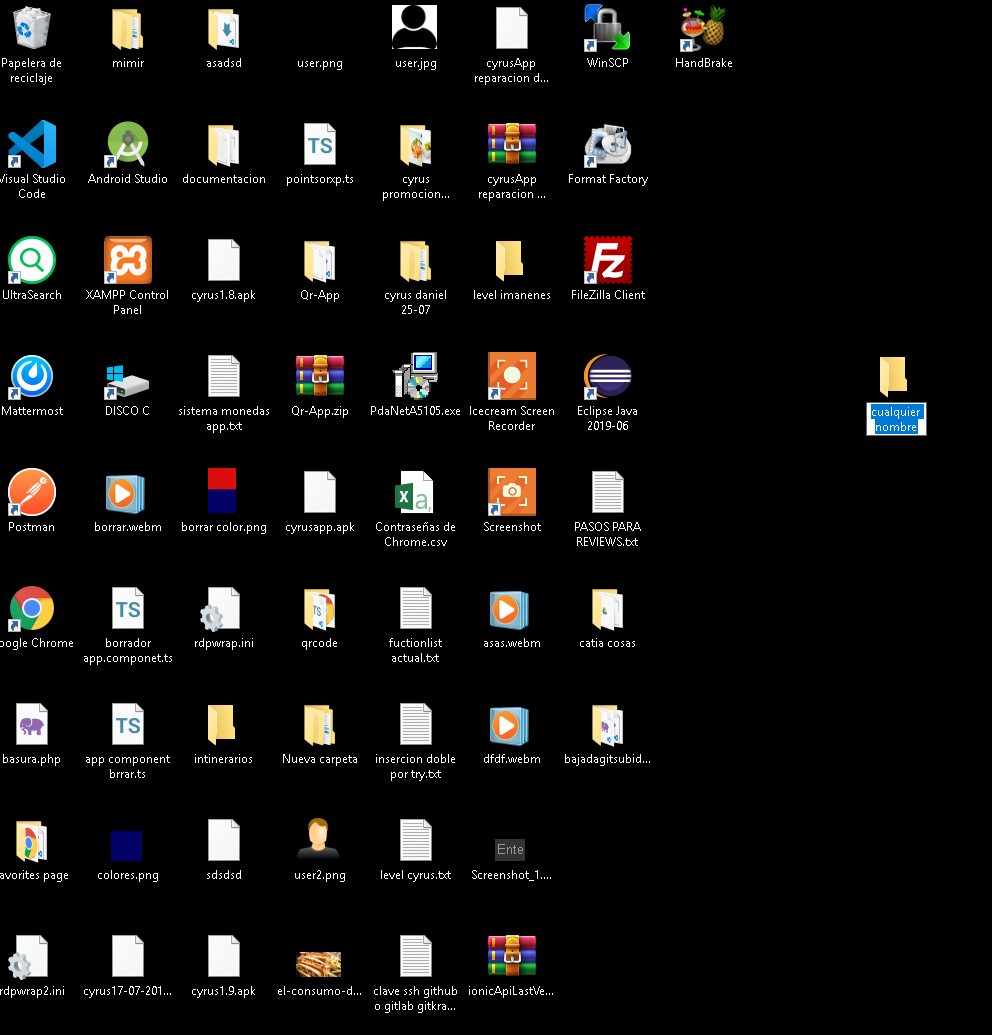 Papelera de
reciclaje
mimir
asadsd
user.png
user.jpg
cyrusApp
reparacion d...
WinSCP
HandBrake
Visual Studio
Code
Android Studio
documentacion
TS
pointsorxp.ts
cyrus
promocion...
cyrusApp
reparacion ...
Format Factory
UltraSearch
XAMPP Control
Panel
cyrus1.8.apk
Qr-App
cyrus daniel
25-07
level imanenes
Fz
FileZilla Client
Mattermost
DISCO C
sistema monedas
app.txt
Qr-App.zip
PdaNetA5105.exe
Icecream Screen
Recorder
Eclipse Java
2019-06
cualquier
nombre
Postman
borrar.webm
borrar color.png
cyrusapp.apk
X a,
Contraseñas de
Chrome.csv
Screenshot
PASOS PARA
REVIEWS.txt
oogle Chrome
TS
borrador
app.componet.ts
rdpwrap.ini
TS
qrcode
fuctionlist
actual.txt
asas.webm
catia cosas
basura.php
TS
app component
brrar.ts
intinerarios
Nueva carpeta
insercion doble
por try.txt
dfdf.webm
bajadagitsubid...
avorites page
colores.png
sdsdsd
user2.png
level cyrus.txt
Ente
Screenshot_1....
rdpwrap2.ini
cyrus17-07-201...
cyrus1.9.apk
el-consumo-d...
clave ssh github
o gitlab gitkra...
ionicApiLastVe...